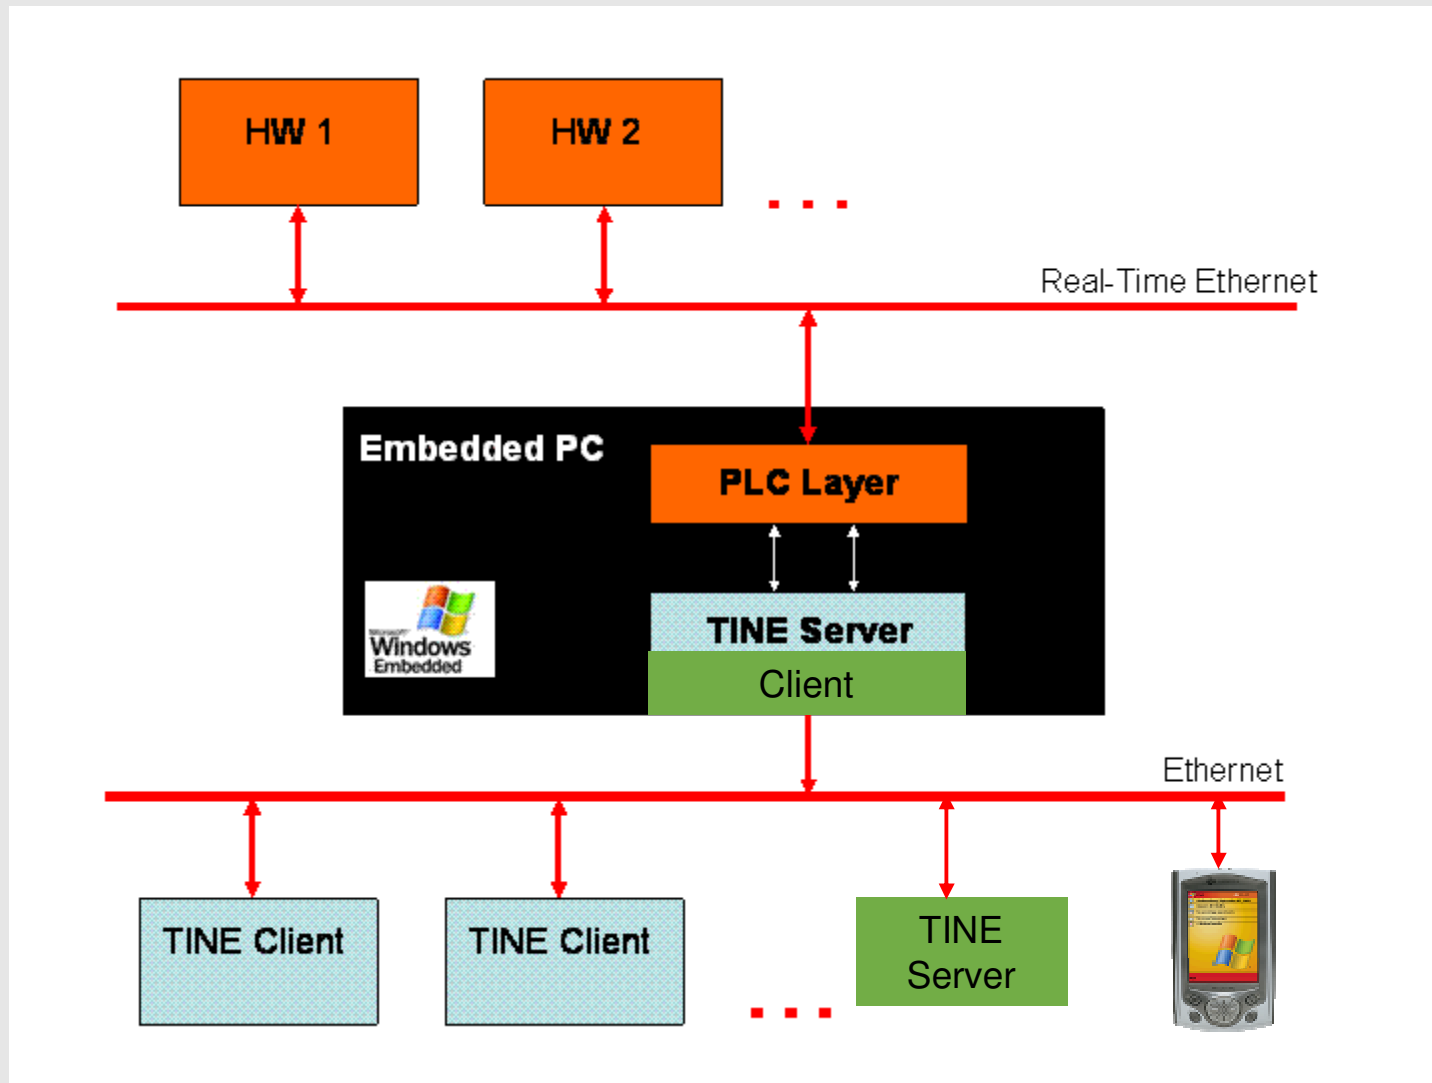 HW 1
HW 2
Real-Time Ethernet
Embedded PC
PLC Layer
TINE Server
Client
Microsoft
Windows
Embedded
Ethernet
TINE Client
TINE Client
TINE
Server